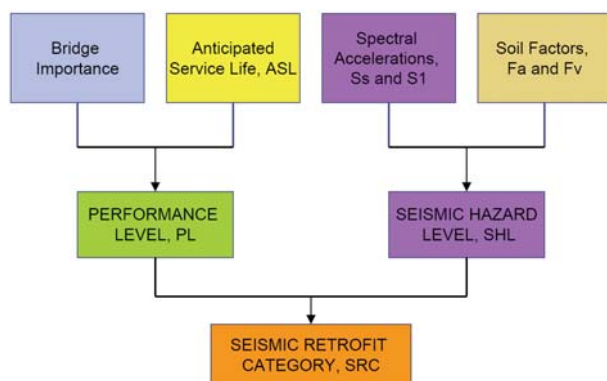 Bridge
Importance
Anticipated
Service Life, ASL
Spectral
Accelerations,
Ss and S1
Soil Factors,
Fa and Fv
PERFORMANCE
LEVEL, PL
SEISMIC HAZARD
LEVEL, SHL
SEISMIC RETROFIT
CATEGORY, SRC